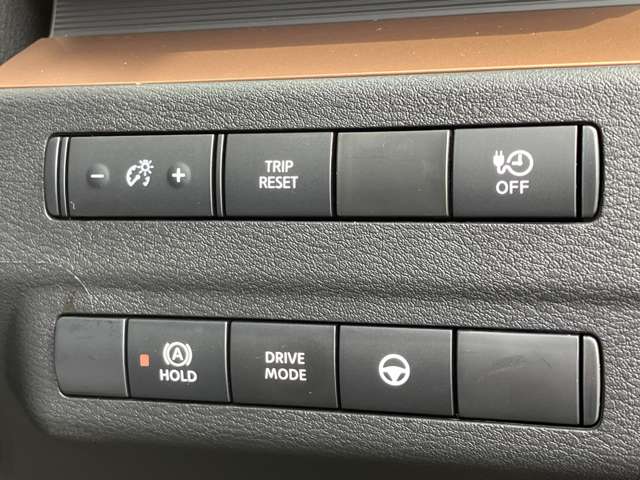 - +
TRIP
RESET
OFF
A
HOLD
DRIVE
MODE